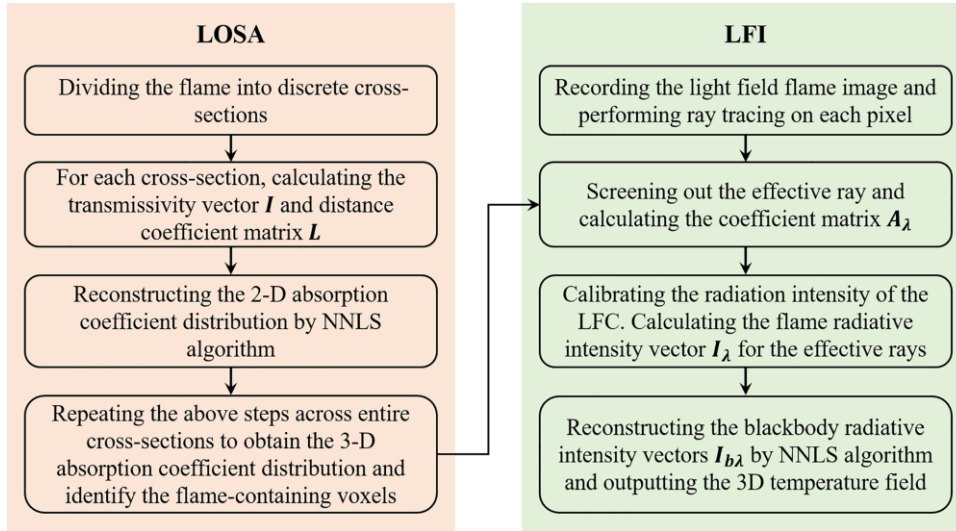 LOSA
Dividing the flame into discrete cross-
sections
For each cross-section, calculating the
transmissivity vector I and distance
coefficient matrix L
Reconstructing the 2-D absorption
coefficient distribution by NNLS
algorithm
Repeating the above steps across entire
cross-sections to obtain the 3-D
absorption coefficient distribution and
identify the flame-containing voxels
LFI
Recording the light field flame image and
performing ray tracing on each pixel
Screening out the effective ray and
calculating the coefficient matrix A_λ
Calibrating the radiation intensity of the
LFC. Calculating the flame radiative
intensity vector I_λ for the effective rays
Reconstructing the blackbody radiative
intensity vectors I_bλ by NNLS algorithm
and outputting the 3D temperature field